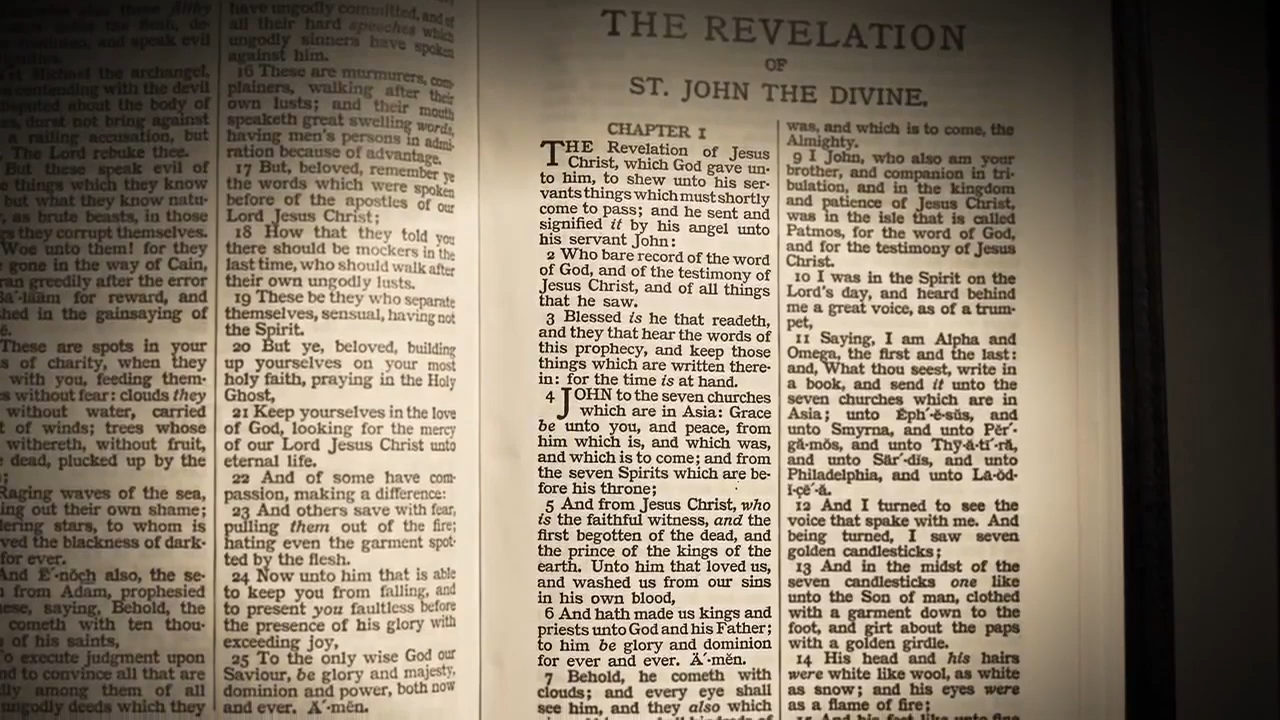 these filthy
the flesh, de-
and speak evil
Michael the archangel,
contending with the devil
disputed about the body of
durst not bring against
a railing accusation, but
The Lord rebuke thee.
But these speak evil of
things which they know
but what they know natu-
as brute beasts, in those
they corrupt themselves.
Woe unto them! for they
gone in the way of Cain,
ran greedily after the error
for reward, and
in the gainsaying of
These are spots in your
of charity, when they
with you, feeding them-
without fear: clouds they
without water, carried
of winds; trees whose
withereth, without fruit,
dead, plucked up by the
Raging waves of the sea,
out their own shame;
stars, to whom is
the blackness of dark-
for ever.
And E´-nŏch also, the se-
from Adam, prophesied
saying, Behold, the
cometh with ten thou-
of his saints,
To execute judgment upon
and to convince all that are
among them of all
ungodly deeds which they
have ungodly committed, and of
all their hard speeches which
ungodly sinners have spoken
against him.
16 These are murmurers, com-
plainers, walking after their
own lusts; and their mouth
speaketh great swelling words,
having men's persons in admi-
ration because of advantage.
17 But, beloved, remember ye
the words which were spoken
before of the apostles of our
Lord Jesus Christ;
18 How that they told you
there should be mockers in the
last time, who should walk after
their own ungodly lusts.
19 These be they who separate
themselves, sensual, having not
the Spirit.
20 But ye, beloved, building
up yourselves on your most
holy faith, praying in the Holy
Ghost,
21 Keep yourselves in the love
of God, looking for the mercy
of our Lord Jesus Christ unto
eternal life.
22 And of some have com-
passion, making a difference:
23 And others save with fear,
pulling them out of the fire;
hating even the garment spot-
ted by the flesh.
24 Now unto him that is able
to keep you from falling, and
to present you faultless before
the presence of his glory with
exceeding joy,
25 To the only wise God our
Saviour, be glory and majesty,
dominion and power, both now
and ever. Ä´-mĕn.
THE REVELATION
OF
ST. JOHN THE DIVINE.
CHAPTER I
THE Revelation of Jesus
Christ, which God gave un-
to him, to shew unto his ser-
vants things which must shortly
come to pass; and he sent and
signified it by his angel unto
his servant John:
2 Who bare record of the word
of God, and of the testimony of
Jesus Christ, and of all things
that he saw.
3 Blessed is he that readeth,
and they that hear the words of
this prophecy, and keep those
things which are written there-
in: for the time is at hand.
4 JOHN to the seven churches
which are in Asia: Grace
be unto you, and peace, from
him which is, and which was,
and which is to come; and from
the seven Spirits which are be-
fore his throne;
5 And from Jesus Christ, who
is the faithful witness, and the
first begotten of the dead, and
the prince of the kings of the
earth. Unto him that loved us,
and washed us from our sins
in his own blood,
6 And hath made us kings and
priests unto God and his Father;
to him be glory and dominion
for ever and ever. Ä´-mĕn.
7 Behold, he cometh with
clouds; and every eye shall
see him, and they also which
was, and which is to come, the
Almighty.
9 I John, who also am your
brother, and companion in tri-
bulation, and in the kingdom
and patience of Jesus Christ,
was in the isle that is called
Patmos, for the word of God,
and for the testimony of Jesus
Christ.
10 I was in the Spirit on the
Lord's day, and heard behind
me a great voice, as of a trum-
pet,
11 Saying, I am Alpha and
Omega, the first and the last:
and, What thou seest, write in
a book, and send it unto the
seven churches which are in
Asia; unto Ĕph´-ĕ-sŭs, and
unto Smyrna, and unto Pẽr´-
gă-mŏs, and unto Thȳ-ă-tī´-ră,
and unto Sär´-dĭs, and unto
Philadelphia, and unto La-ŏd-
ĭ-çē´-ă.
12 And I turned to see the
voice that spake with me. And
being turned, I saw seven
golden candlesticks;
13 And in the midst of the
seven candlesticks one like
unto the Son of man, clothed
with a garment down to the
foot, and girt about the paps
with a golden girdle.
14 His head and his hairs
were white like wool, as white
as snow; and his eyes were
as a flame of fire;